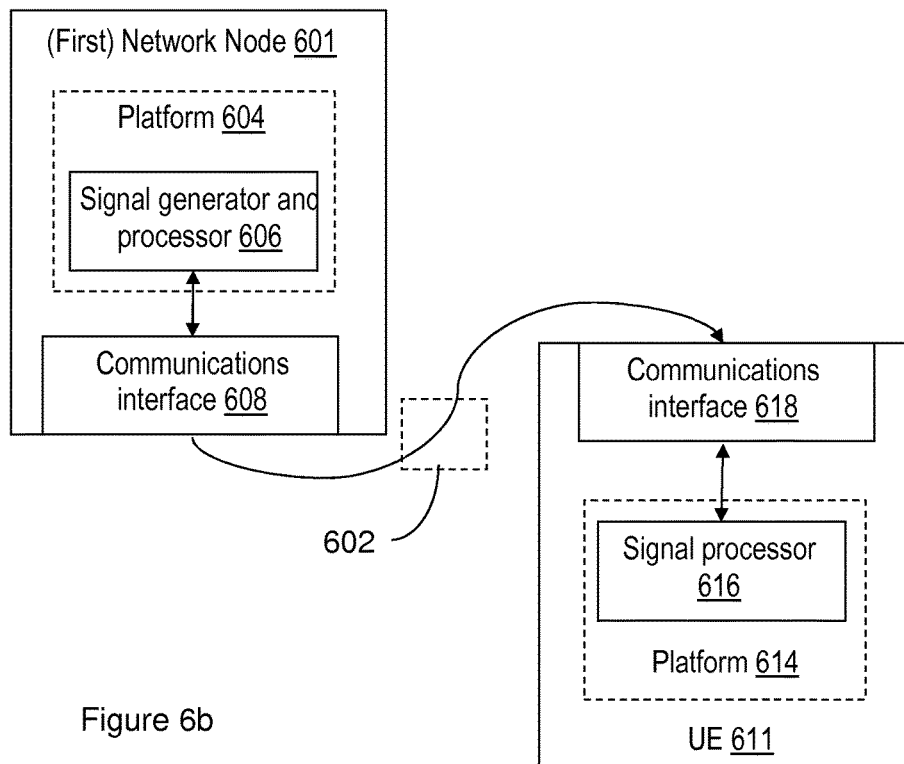 (First) Network Node 601
Platform 604
Signal generator and
processor 606
Communications
interface 608
602
Communications
interface 618
Signal processor
616
Platform 614
UE 611
Figure 6b